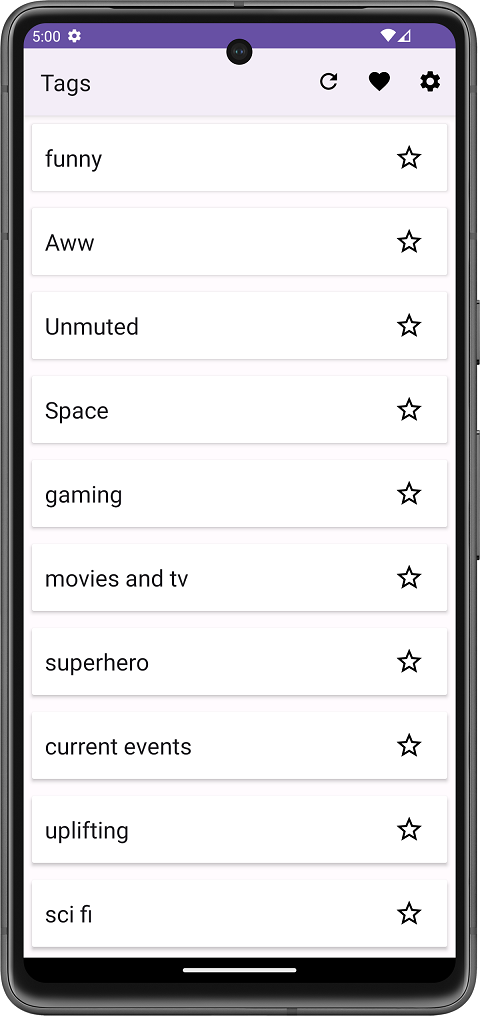 5:00
Tags
funny
Aww
Unmuted
Space
gaming
movies and tv
superhero
current events
uplifting
sci fi